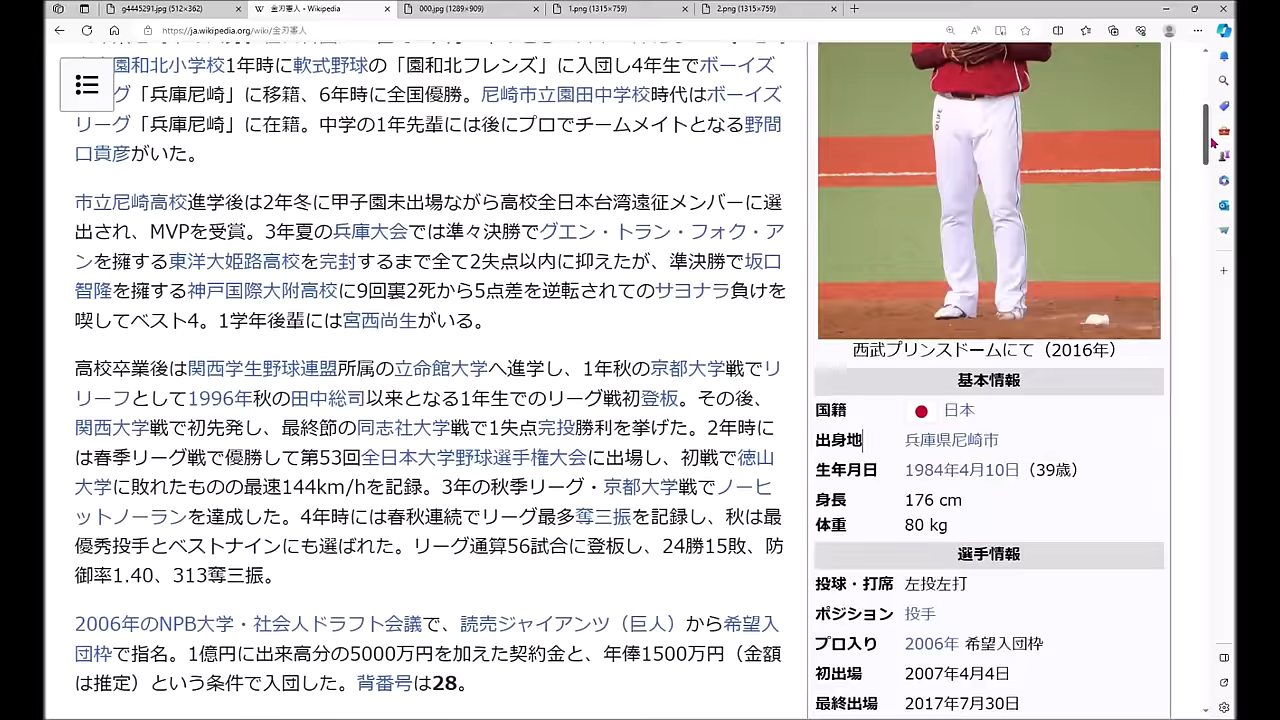 g4445291.jpg (512×362)
金刃憲人 - Wikipedia
000.jpg (1289×909)
1.png (1315×759)
2.png (1315×759)
https://ja.wikipedia.org/wiki/金刃憲人
園和北小学校1年時に軟式野球の「園和北フレンズ」に入団し4年生でボーイズ
グ「兵庫尼崎」に移籍、6年時に全国優勝。尼崎市立園田中学校時代はボーイズ
リーグ「兵庫尼崎」に在籍。中学の1年先輩には後にプロでチームメイトとなる野間
口貴彦がいた。
市立尼崎高校進学後は2年冬に甲子園未出場ながら高校全日本台湾遠征メンバーに選
出され、MVPを受賞。3年夏の兵庫大会では準々決勝でグエン・トラン・フォク・ア
ンを擁する東洋大姫路高校を完封するまで全て2失点以内に抑えたが、準決勝で坂口
智隆を擁する神戸国際大附高校に9回裏2死から5点差を逆転されてのサヨナラ負けを
喫してベスト4。1学年後輩には宮西尚生がいる。
高校卒業後は関西学生野球連盟所属の立命館大学へ進学し、1年秋の京都大学戦でリ
リーフとして1996年秋の田中総司以来となる1年生でのリーグ戦初登板。その後、
関西大学戦で初先発し、最終節の同志社大学戦で1失点完投勝利を挙げた。2年時に
は春季リーグ戦で優勝して第53回全日本大学野球選手権大会に出場し、初戦で徳山
大学に敗れたものの最速144km/hを記録。3年の秋季リーグ・京都大学戦でノーヒ
ットノーランを達成した。4年時には春秋連続でリーグ最多奪三振を記録し、秋は最
優秀投手とベストナインにも選ばれた。リーグ通算56試合に登板し、24勝15敗、防
御率1.40、313奪三振。
2006年のNPB大学・社会人ドラフト会議で、読売ジャイアンツ（巨人）から希望入
団枠で指名。1億円に出来高分の5000万円を加えた契約金と、年俸1500万円（金額
は推定）という条件で入団した。背番号は28。
西武プリンスドームにて（2016年）
基本情報
国籍 日本
出身地 兵庫県尼崎市
生年月日 1984年4月10日（39歳）
身長 176 cm
体重 80 kg
選手情報
投球・打席 左投左打
ポジション 投手
プロ入り 2006年 希望入団枠
初出場 2007年4月4日
最終出場 2017年7月30日